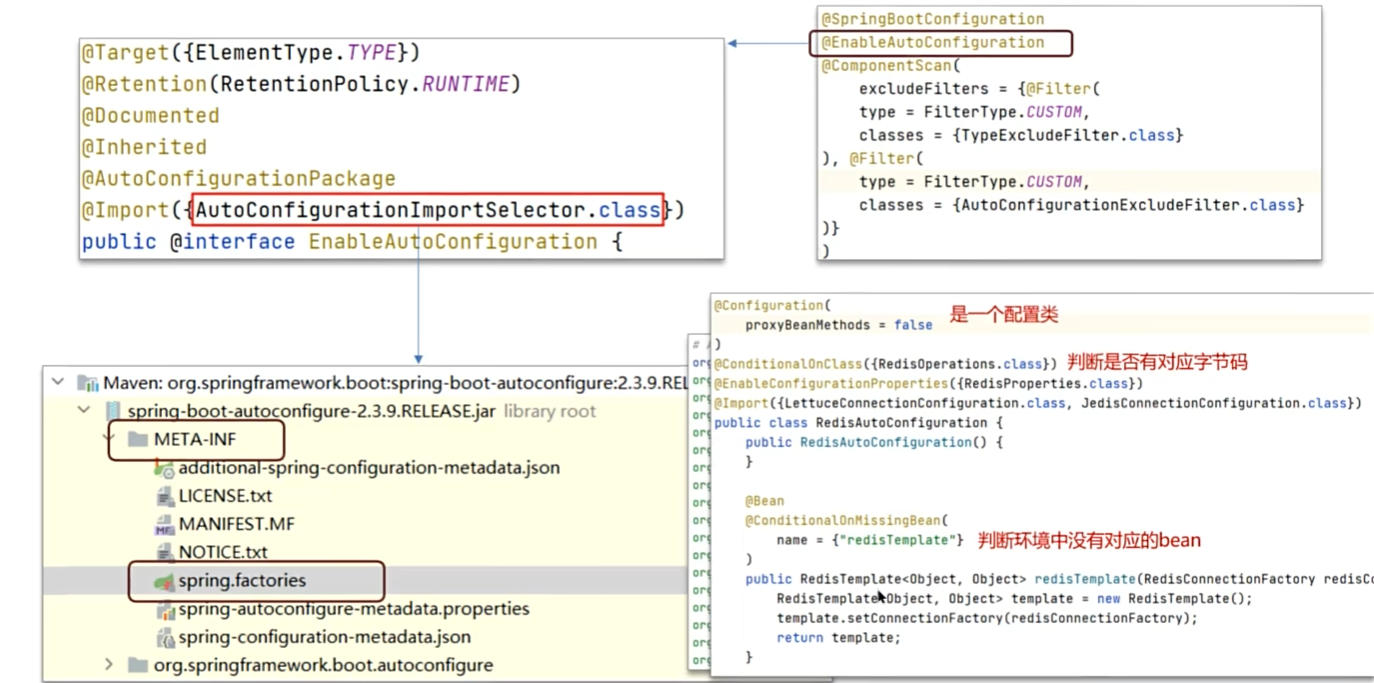 @Target({ElementType.TYPE})
@Retention(RetentionPolicy.RUNTIME)
@Documented
@Inherited
@AutoConfigurationPackage
@Import({AutoConfigurationImportSelector.class})
public @interface EnableAutoConfiguration {
@SpringBootConfiguration
@EnableAutoConfiguration
@ComponentScan(
excludeFilters = {@Filter(
type = FilterType.CUSTOM,
classes = {TypeExcludeFilter.class}
), @Filter(
type = FilterType.CUSTOM,
classes = {AutoConfigurationExcludeFilter.class}
)}
)
Maven: org.springframework.boot:spring-boot-autoconfigure:2.3.9.REL
spring-boot-autoconfigure-2.3.9.RELEASE.jar library root
META-INF
additional-spring-configuration-metadata.json
LICENSE.txt
MANIFEST.MF
NOTICE.txt
spring.factories
spring-autoconfigure-metadata.properties
spring-configuration-metadata.json
org.springframework.boot.autoconfigure
@Configuration(
proxyBeanMethods = false 是一个配置类
)
@ConditionalOnClass({RedisOperations.class}) 判断是否有对应字节码
@EnableConfigurationProperties({RedisProperties.class})
@Import({LettuceConnectionConfiguration.class, JedisConnectionConfiguration.class})
public class RedisAutoConfiguration {
public RedisAutoConfiguration() {
}
@Bean
@ConditionalOnMissingBean(
name = {"redisTemplate"} 判断环境中没有对应的bean
)
public RedisTemplate<Object, Object> redisTemplate(RedisConnectionFactory redisCo
RedisTemplate<Object, Object> template = new RedisTemplate();
template.setConnectionFactory(redisConnectionFactory);
return template;
}